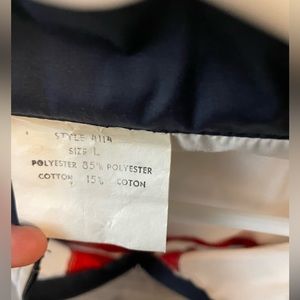 STYLE 4114
SIZE L
POLYESTER 85% POLYESTER
COTTON 15% COTON